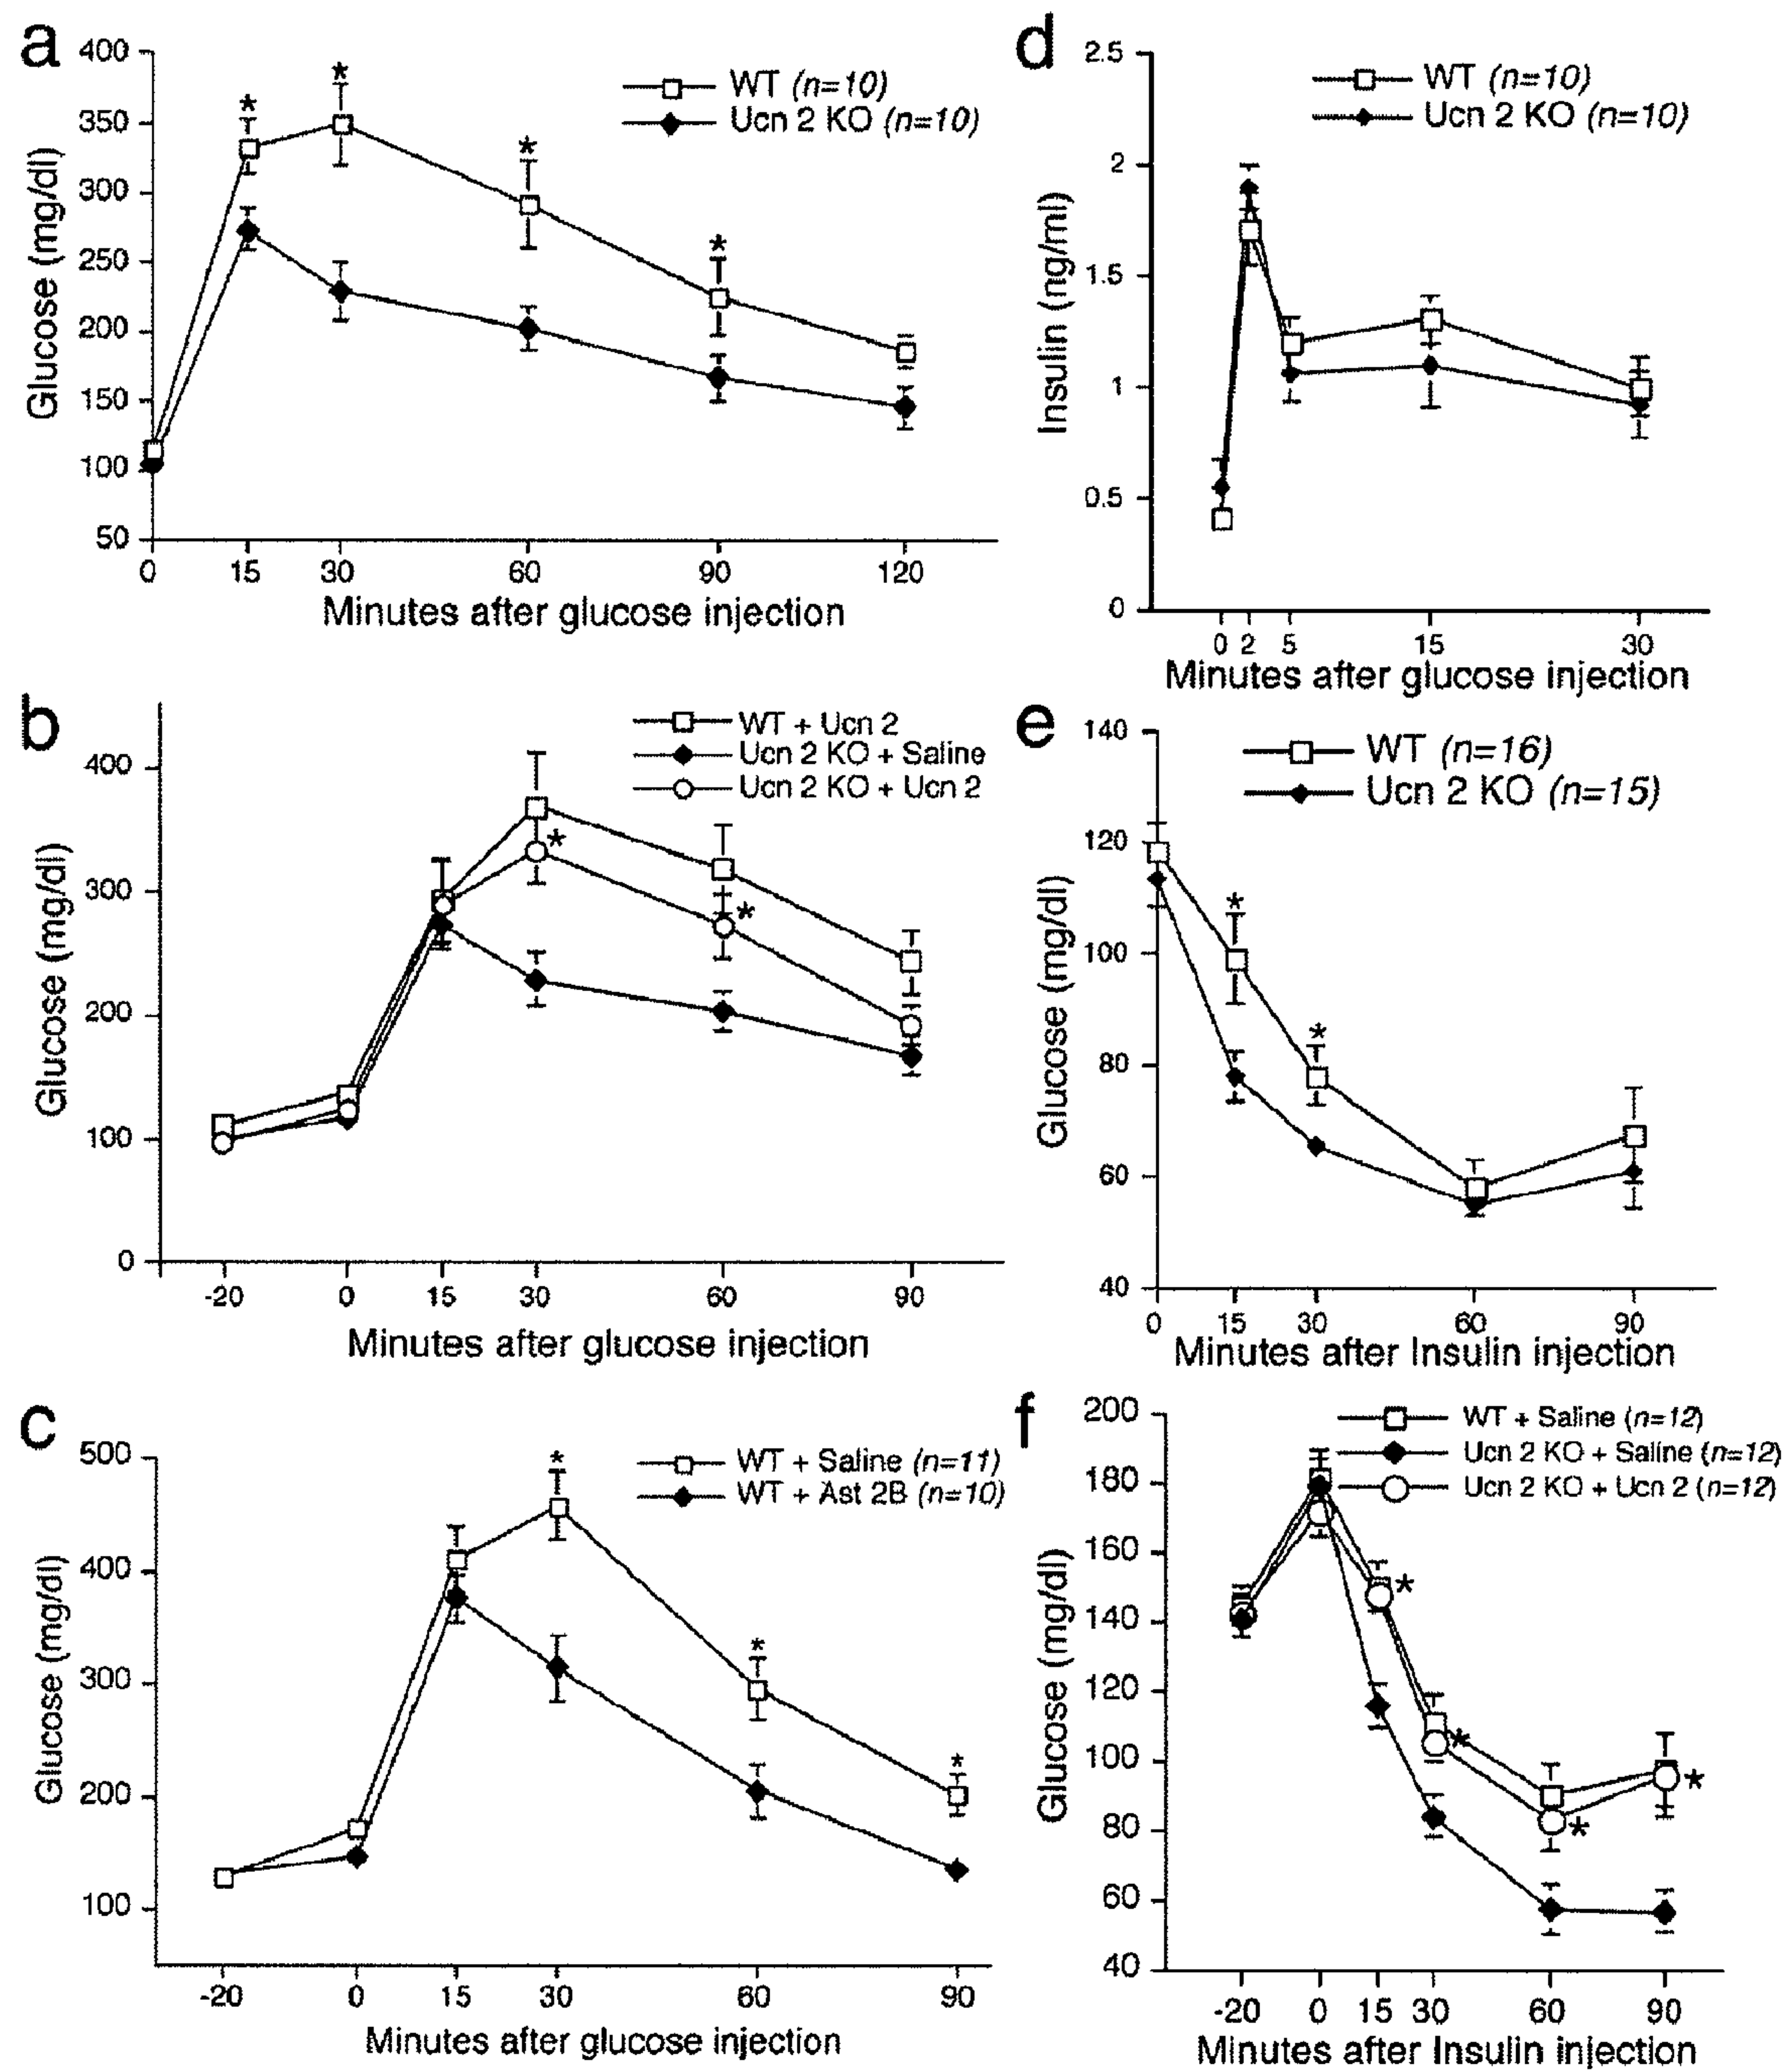 a
400
350
300
250
200
150
100
50
Glucose (mg/dl)
* * * *
WT (n=10)
Ucn 2 KO (n=10)
0 15 30 60 90 120
Minutes after glucose injection
b
400
300
200
100
0
Glucose (mg/dl)
WT + Ucn 2
Ucn 2 KO + Saline
Ucn 2 KO + Ucn 2
* *
-20 0 15 30 60 90
Minutes after glucose injection
c
500
400
300
200
100
Glucose (mg/dl)
WT + Saline (n=11)
WT + Ast 2B (n=10)
* * *
-20 0 15 30 60 90
Minutes after glucose injection
d
2.5
2
1.5
1
0.5
0
Insulin (ng/ml)
WT (n=10)
Ucn 2 KO (n=10)
0 2 5 15 30
Minutes after glucose injection
e
140
120
100
80
60
40
Glucose (mg/dl)
WT (n=16)
Ucn 2 KO (n=15)
* *
0 15 30 60 90
Minutes after Insulin injection
f
200
180
160
140
120
100
80
60
40
Glucose (mg/dl)
WT + Saline (n=12)
Ucn 2 KO + Saline (n=12)
Ucn 2 KO + Ucn 2 (n=12)
* * * *
-20 0 15 30 60 90
Minutes after Insulin injection